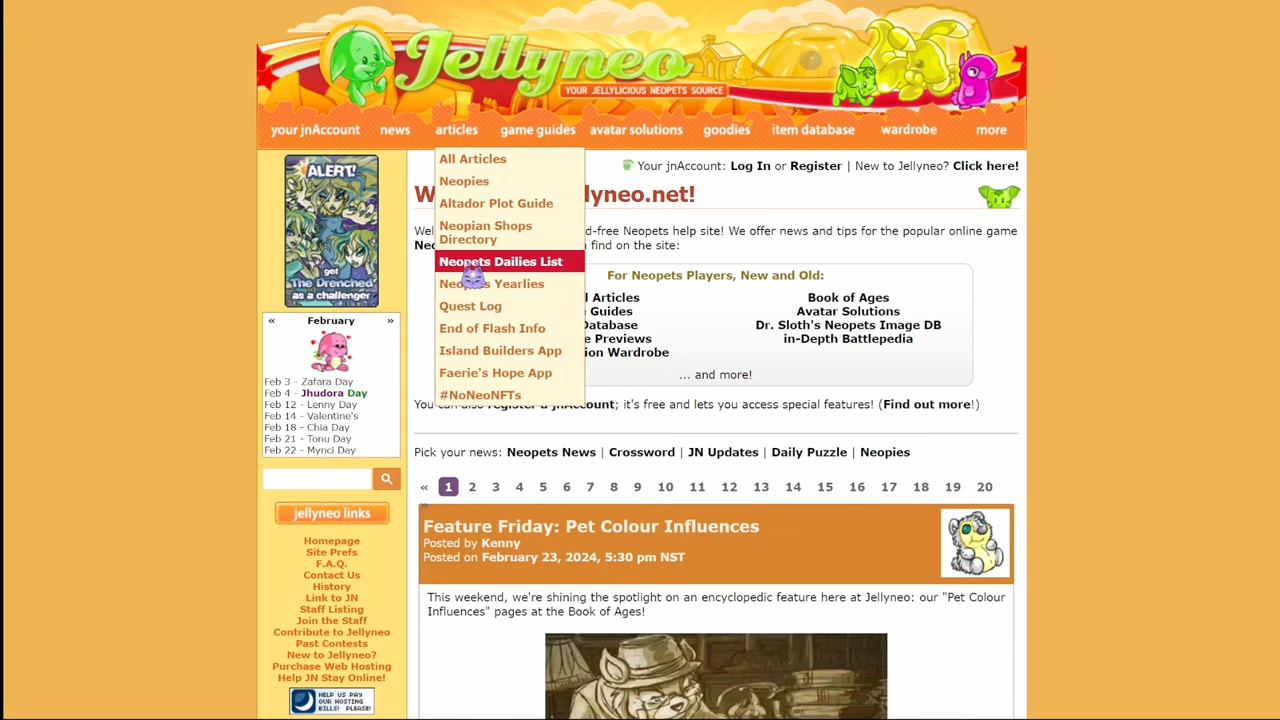 Jellyneo
YOUR JELLYLICIOUS NEOPETS SOURCE
your jnAccount news articles game guides avatar solutions goodies item database wardrobe more
ALERT!
get
The Drenched
as a challenger
« February »
Feb 3 - Zafara Day
Feb 4 - Jhudora Day
Feb 12 - Lenny Day
Feb 14 - Valentine's
Feb 18 - Chia Day
Feb 21 - Tonu Day
Feb 22 - Mynci Day
jellyneo links
Homepage
Site Prefs
F.A.Q.
Contact Us
History
Link to JN
Staff Listing
Join the Staff
Contribute to Jellyneo
Past Contests
New to Jellyneo?
Purchase Web Hosting
Help JN Stay Online!
HELP US PAY
OUR HOSTING
BILLS! PLEASE!
All Articles
Neopies
Altador Plot Guide
Neopian Shops
Directory
Neopets Dailies List
Neopets Yearlies
Quest Log
End of Flash Info
Island Builders App
Faerie's Hope App
#NoNeoNFTs
Your jnAccount: Log In or Register | New to Jellyneo? Click here!
lyneo.net!
d-free Neopets help site! We offer news and tips for the popular online game
find on the site:
For Neopets Players, New and Old:
l Articles Book of Ages
Guides Avatar Solutions
Database Dr. Sloth's Neopets Image DB
e Previews in-Depth Battlepedia
ion Wardrobe
... and more!
You can also register a jnAccount; it's free and lets you access special features! (Find out more!)
Pick your news: Neopets News | Crossword | JN Updates | Daily Puzzle | Neopies
« 1 2 3 4 5 6 7 8 9 10 11 12 13 14 15 16 17 18 19 20
»
Feature Friday: Pet Colour Influences
Posted by Kenny
Posted on February 23, 2024, 5:30 pm NST
This weekend, we're shining the spotlight on an encyclopedic feature here at Jellyneo: our "Pet Colour
Influences" pages at the Book of Ages!